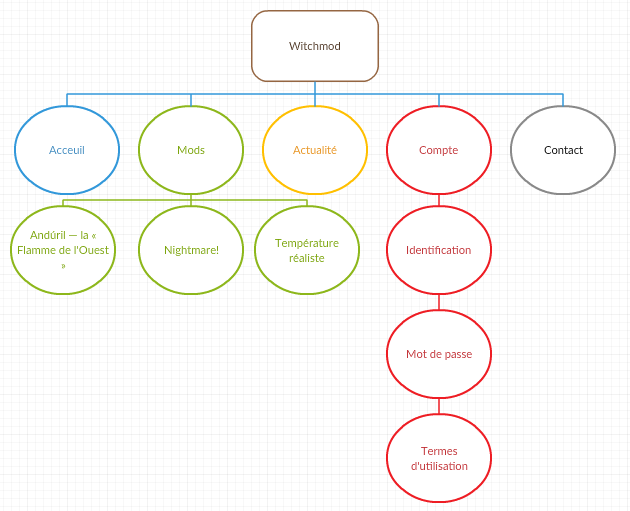 Witchmod
Acceuil
Mods
Actualité
Compte
Contact
Andúril — la «
Flamme de l'Ouest
»
Nightmare!
Température
réaliste
Identification
Mot de passe
Termes
d'utilisation